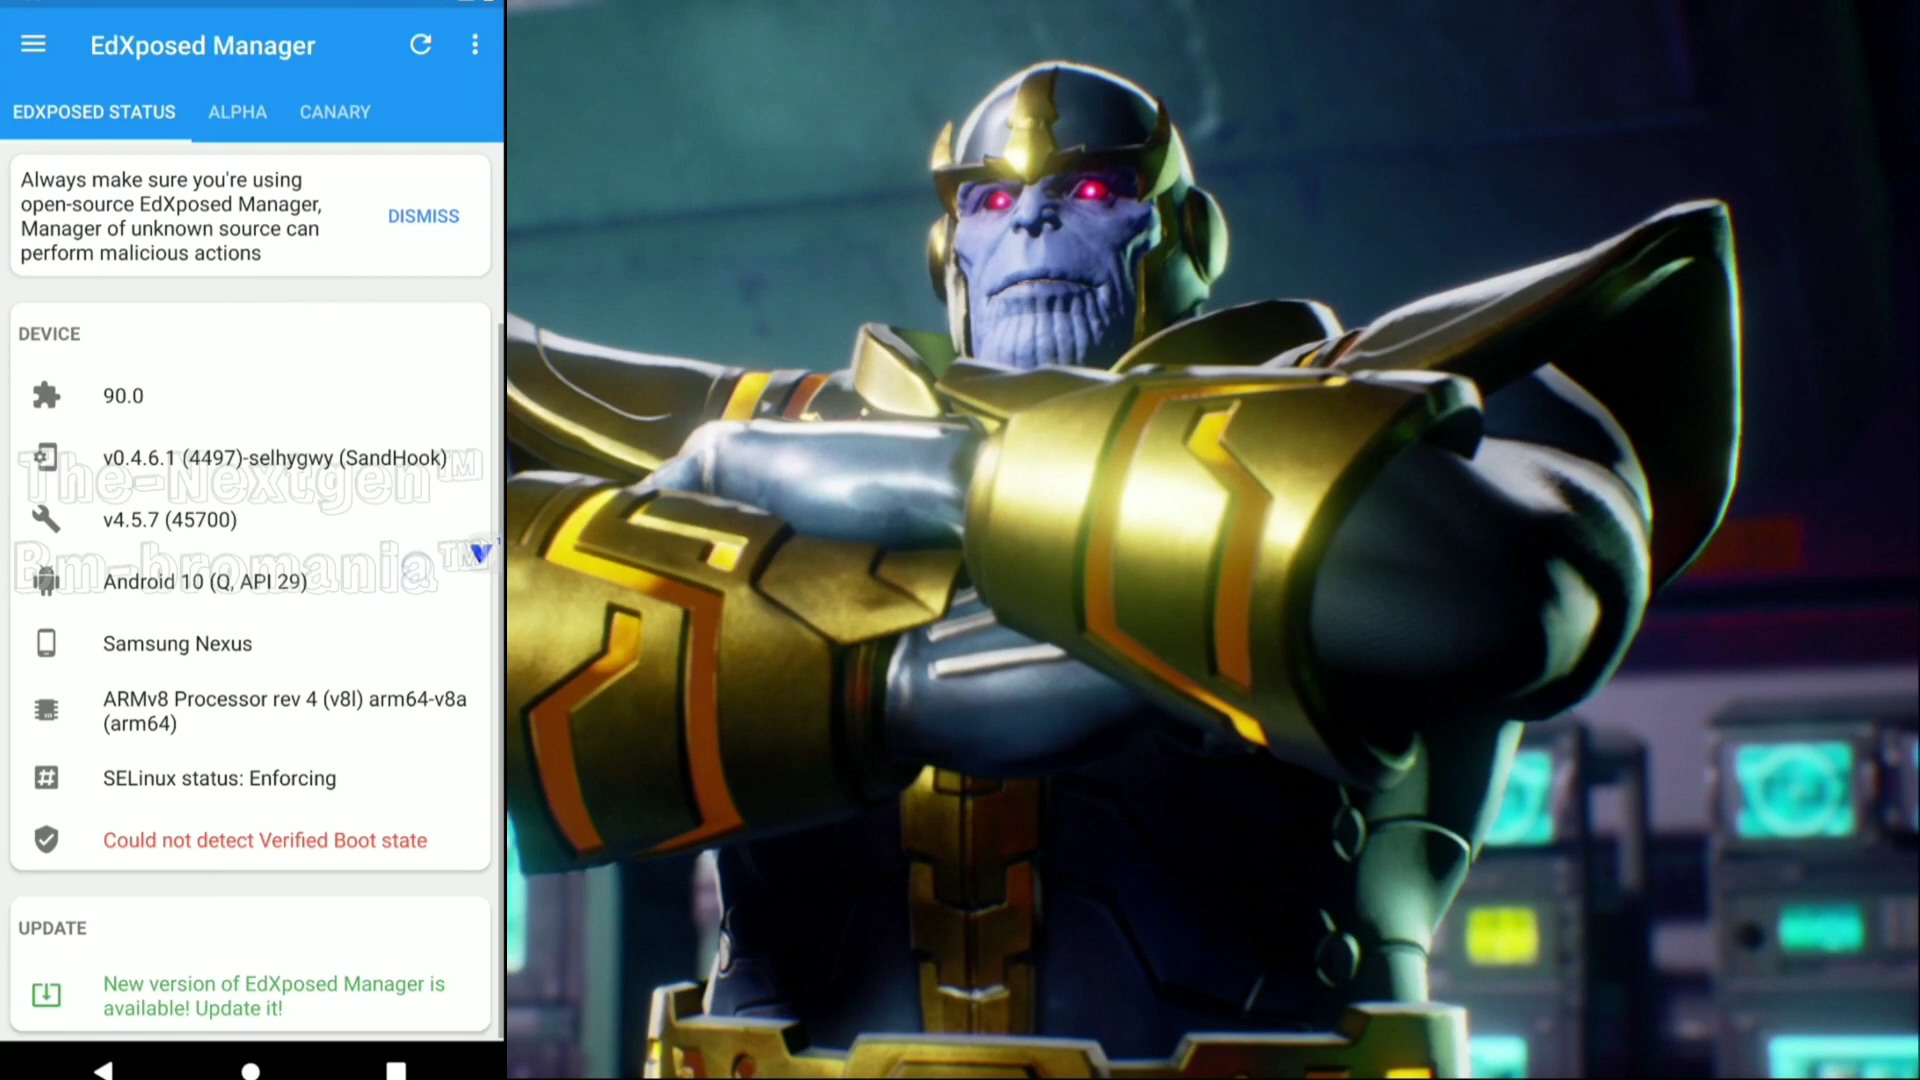 EdXposed Manager
EDXPOSED STATUS ALPHA CANARY
Always make sure you're using
open-source EdXposed Manager,
Manager of unknown source can
perform malicious actions
DISMISS
DEVICE
90.0
v0.4.6.1 (4497)-selhygwy (SandHook)
The-Nextgen™
v4.5.7 (45700)
Bm-bromania™
Android 10 (Q, API 29)
Samsung Nexus
ARMv8 Processor rev 4 (v8l) arm64-v8a
(arm64)
SELinux status: Enforcing
Could not detect Verified Boot state
UPDATE
New version of EdXposed Manager is
available! Update it!